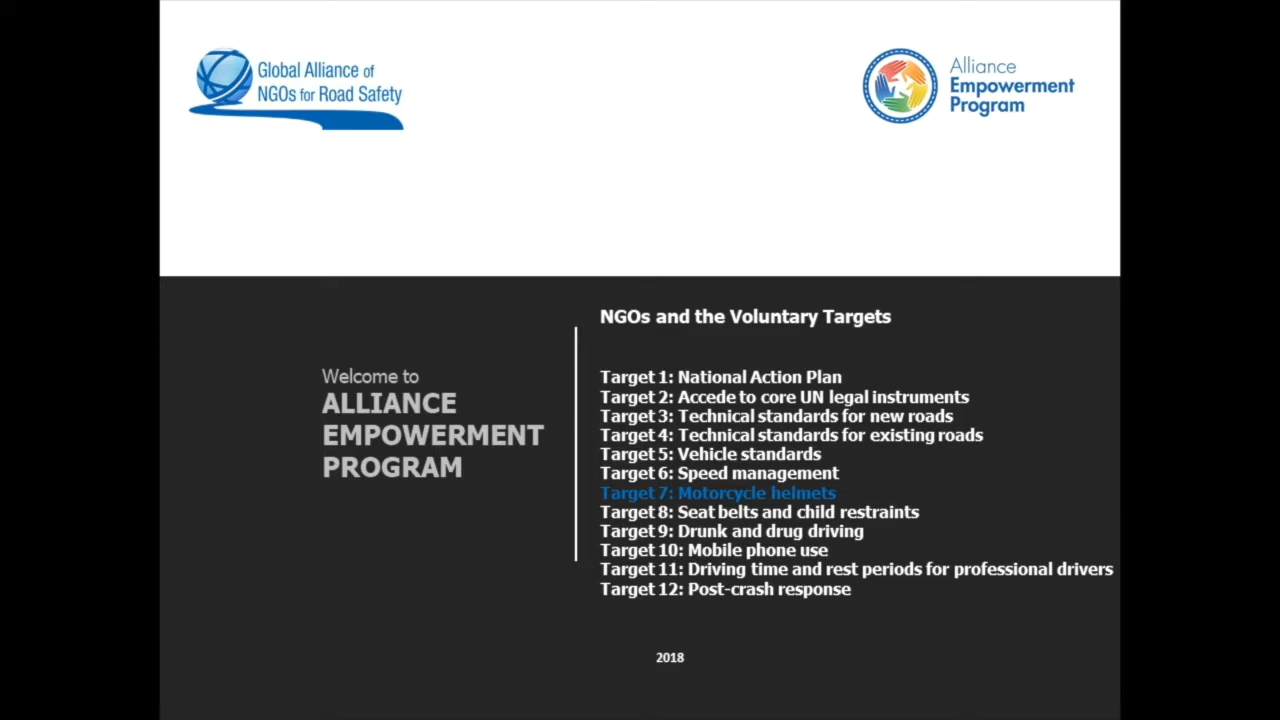 Global Alliance of
NGOs for Road Safety
Alliance
Empowerment
Program
Welcome to
ALLIANCE
EMPOWERMENT
PROGRAM
NGOs and the Voluntary Targets
Target 1: National Action Plan
Target 2: Accede to core UN legal instruments
Target 3: Technical standards for new roads
Target 4: Technical standards for existing roads
Target 5: Vehicle standards
Target 6: Speed management
Target 7: Motorcycle helmets
Target 8: Seat belts and child restraints
Target 9: Drunk and drug driving
Target 10: Mobile phone use
Target 11: Driving time and rest periods for professional drivers
Target 12: Post-crash response
2018